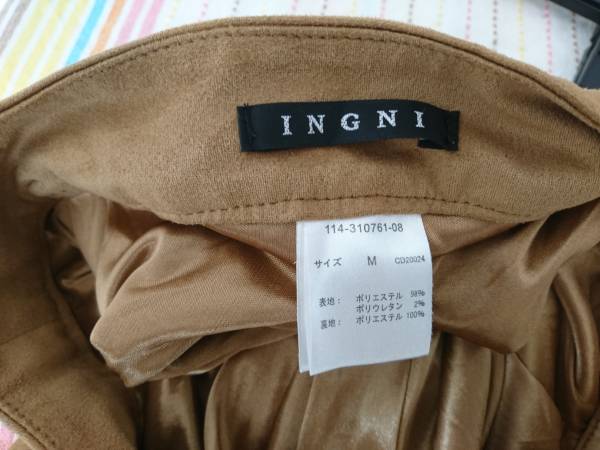 INGNI
114-310761-08
サイズ M CD20024
表地: ポリエステル 98%
ポリウレタン 2%
裏地: ポリエステル 100%